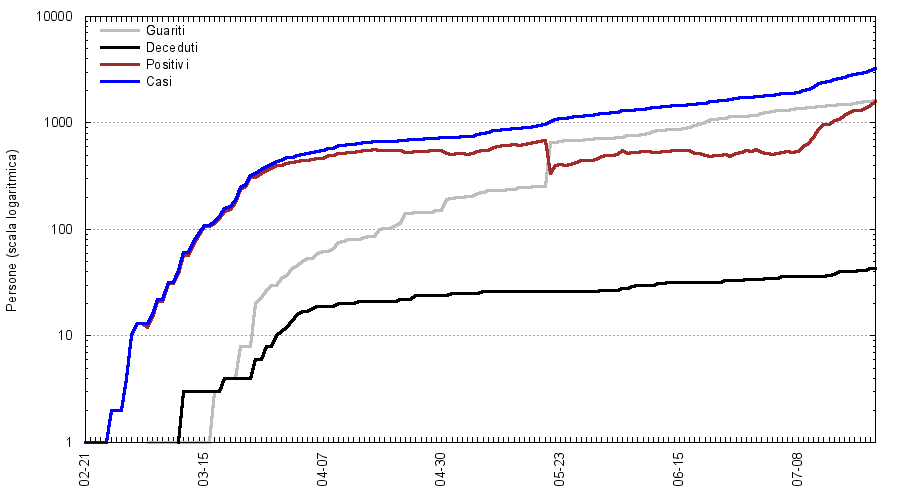 10000
1000
100
10
1
Persone (scala logaritmica)
Guariti
Deceduti
Positivi
Casi
02-21
03-15
04-07
04-30
05-23
06-15
07-08